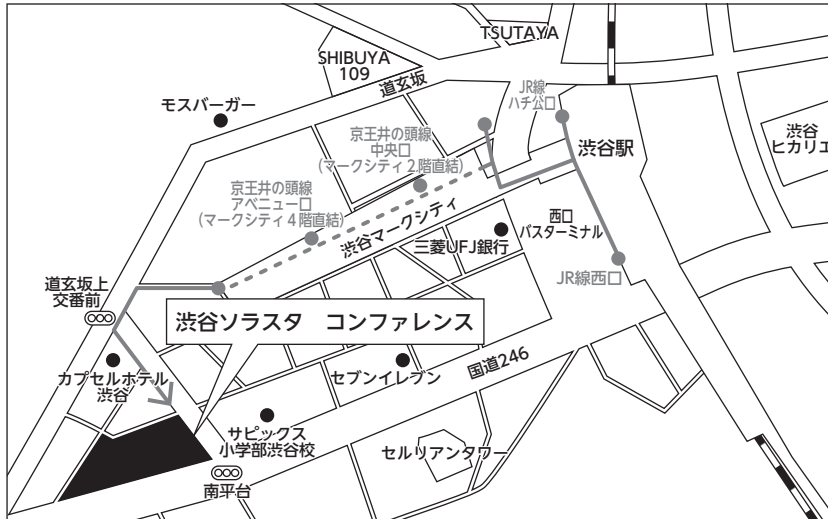 TSUTAYA
SHIBUYA
109
道玄坂
JR線
ハチ公口
モスバーガー
京王井の頭線
中央口
(マークシティ2階直結)
渋谷駅
渋谷
ヒカリエ
京王井の頭線
アベニュー口
(マークシティ4階直結)
渋谷マークシティ
三菱UFJ銀行
西口
バスターミナル
JR線西口
道玄坂上
交番前
渋谷ソラスタ コンファレンス
カプセルホテル
渋谷
セブンイレブン
国道246
サピックス
小学部渋谷校
セルリアンタワー
南平台